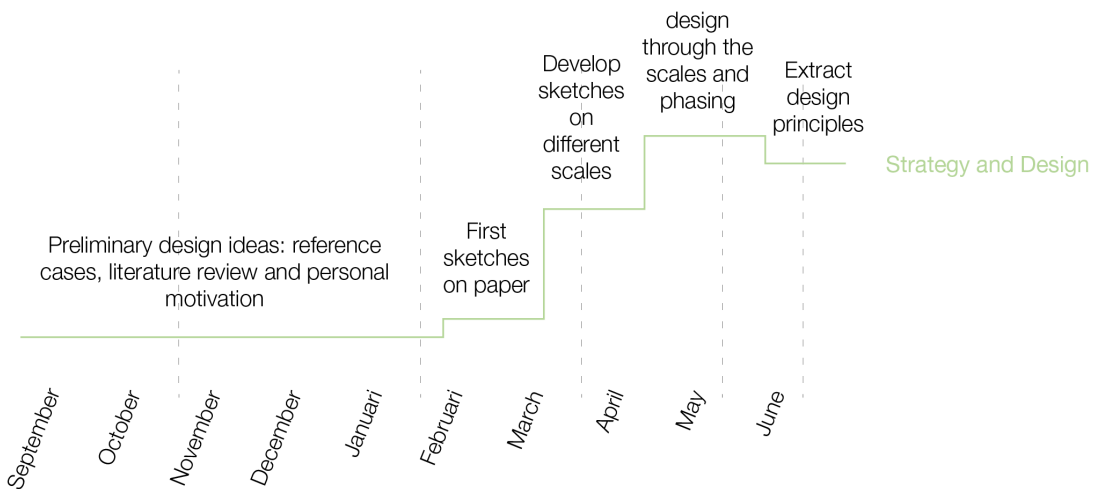 design
through the
scales and
phasing
Develop
sketches
on
different
scales
Extract
design
principles
Strategy and Design
First
sketches
on paper
Preliminary design ideas: reference
cases, literature review and personal
motivation
September
October
November
December
Januari
Februari
March
April
May
June